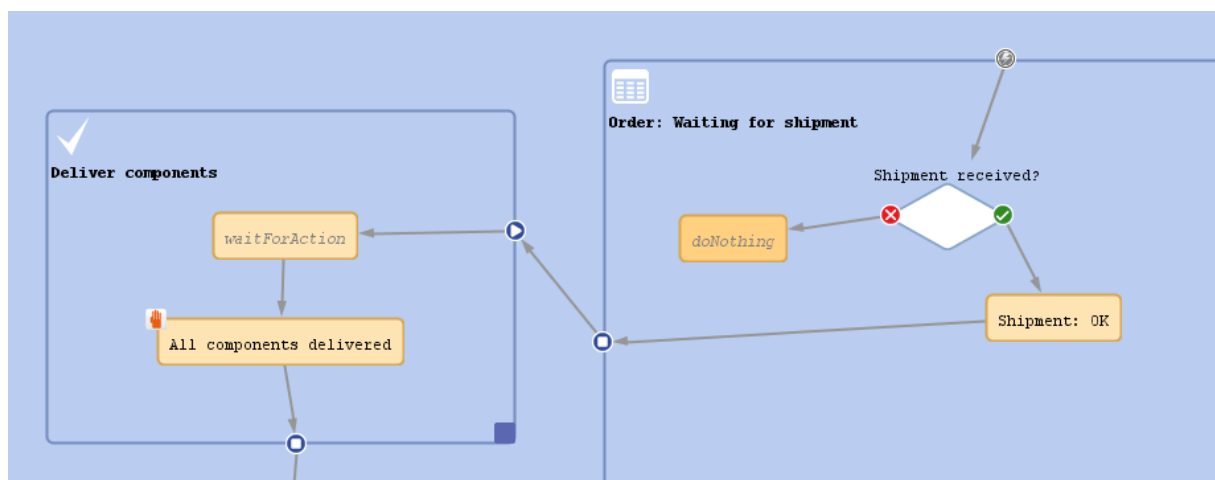 Order: Waiting for shipment
Deliver components
Shipment received?
waitForAction
doNothing
Shipment: OK
All components delivered